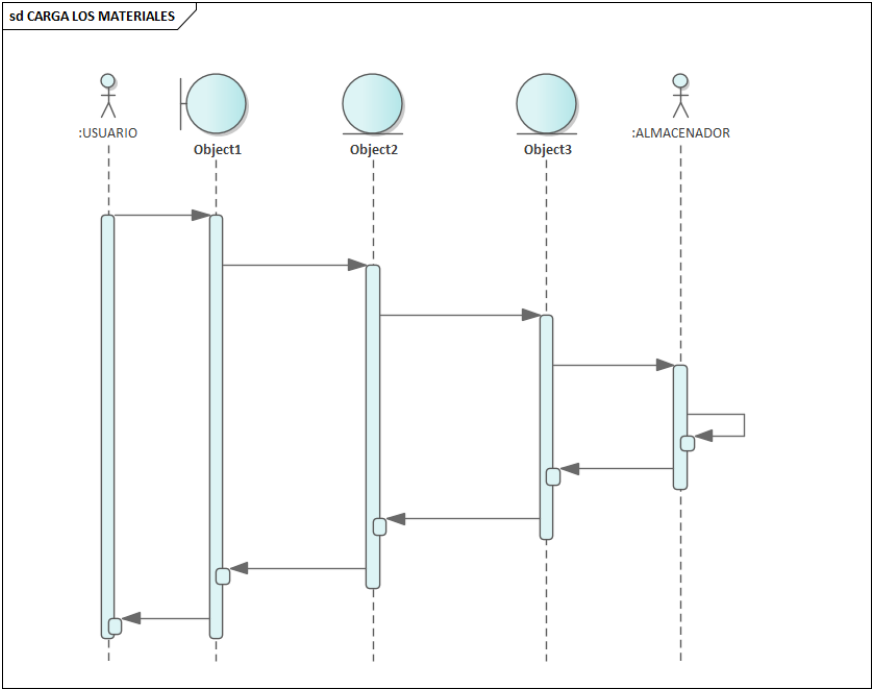 sd CARGA LOS MATERIALES
:USUARIO
Object1
Object2
Object3
:ALMACENADOR